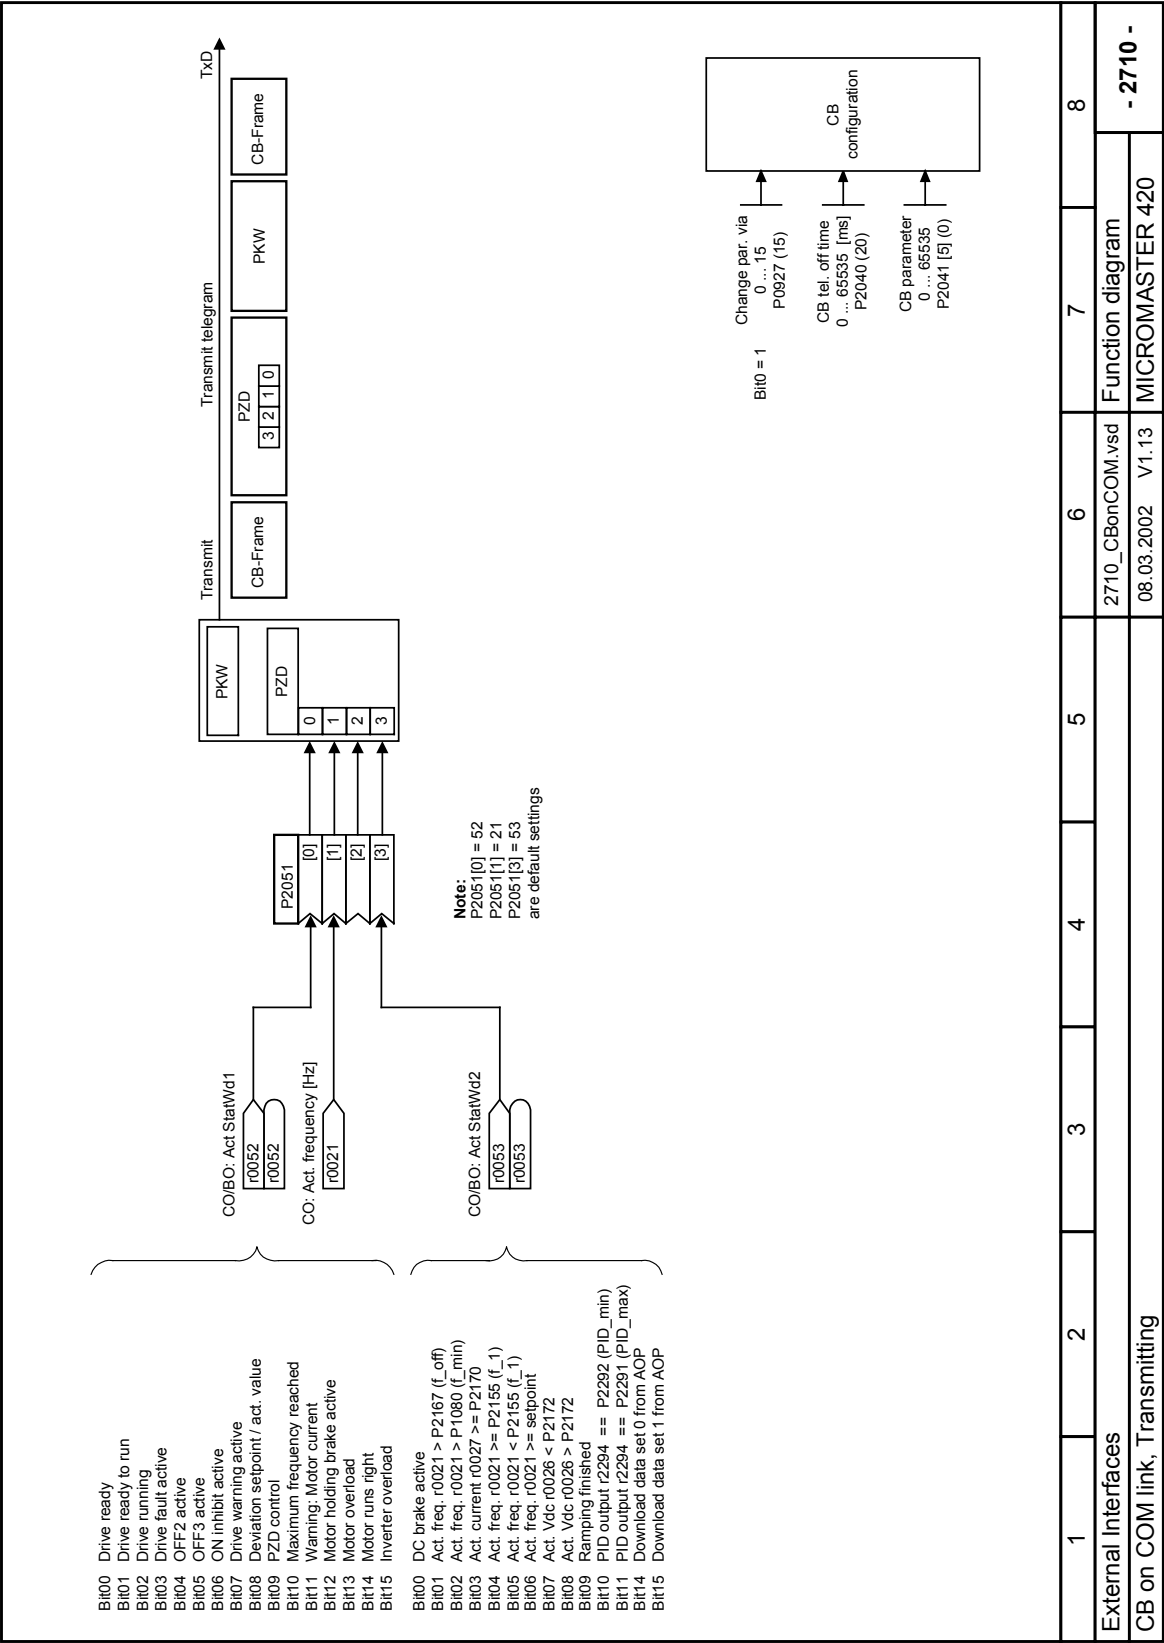 Bit00 Drive ready
Bit01 Drive ready to run
Bit02 Drive running
Bit03 Drive fault active
Bit04 OFF2 active
Bit05 OFF3 active
Bit06 ON inhibit active
Bit07 Drive warning active
Bit08 Deviation setpoint / act. value
Bit09 PZD control
Bit10 Maximum frequency reached
Bit11 Warning: Motor current
Bit12 Motor holding brake active
Bit13 Motor overload
Bit14 Motor runs right
Bit15 Inverter overload
Bit00 DC brake active
Bit01 Act. freq. r0021 > P2167 (f_off)
Bit02 Act. freq. r0021 > P1080 (f_min)
Bit03 Act. current r0027 >= P2170
Bit04 Act. freq. r0021 >= P2155 (f_1)
Bit05 Act. freq. r0021 < P2155 (f_1)
Bit06 Act. freq. r0021 >= setpoint
Bit07 Act. Vdc r0026 < P2172
Bit08 Act. Vdc r0026 > P2172
Bit09 Ramping finished
Bit10 PID output r2294 == P2292 (PID_min)
Bit11 PID output r2294 == P2291 (PID_max)
Bit14 Download data set 0 from AOP
Bit15 Download data set 1 from AOP
CO/BO: Act StatWd1
r0052
r0052
CO: Act. frequency [Hz]
r0021
CO/BO: Act StatWd2
r0053
r0053
P2051
[0]
[1]
[2]
[3]
Note:
P2051[0] = 52
P2051[1] = 21
P2051[3] = 53
are default settings
PKW
PZD
0
1
2
3
Transmit
Transmit telegram
TxD
CB-Frame
PZD
3 2 1 0
PKW
CB-Frame
Bit0 = 1
Change par. via
0 ... 15
P0927 (15)
CB tel. off time
0 ... 65535 [ms]
P2040 (20)
CB parameter
0 ... 65535
P2041 [5] (0)
CB
configuration
1 2 3 4 5 6 7 8
External Interfaces
2710_CBonCOM.vsd
Function diagram
- 2710 -
CB on COM link, Transmitting
08.03.2002 V1.13
MICROMASTER 420